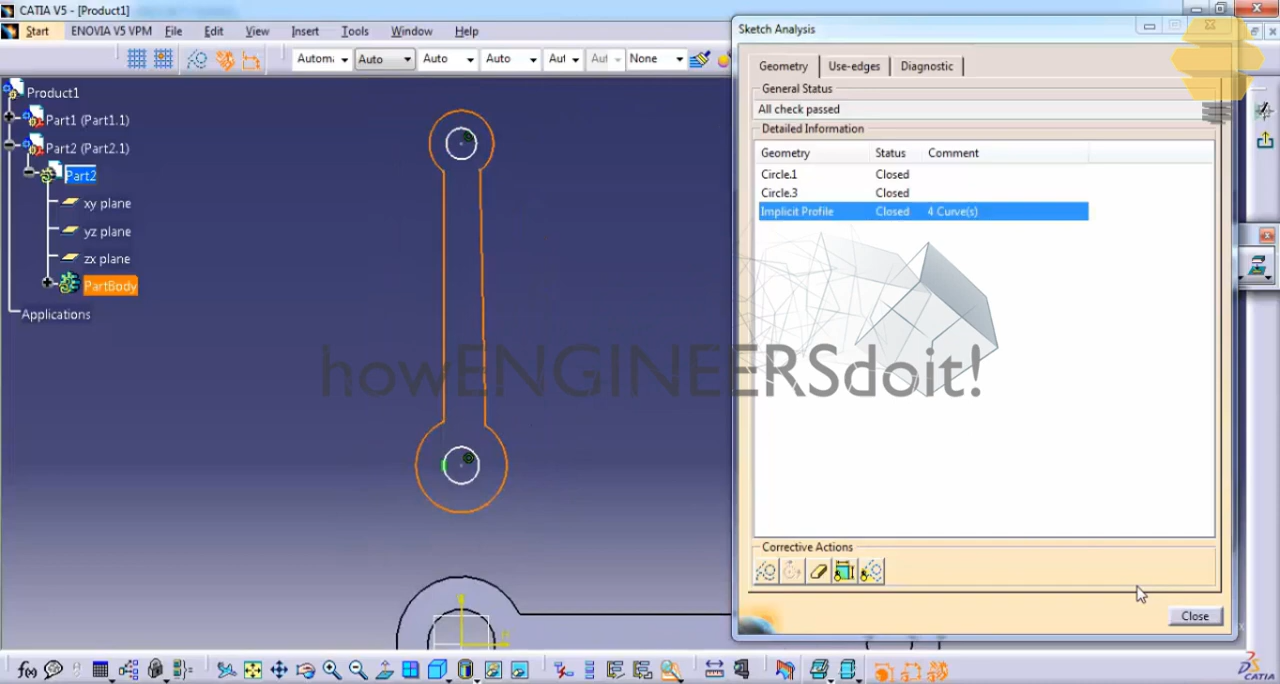 CATIA V5 - [Product1]
Start ENOVIA V5 VPM File Edit View Insert Tools Window Help
Autom Auto Auto Auto Aut Aut None
Product1
Part1 (Part1.1)
Part2 (Part2.1)
Part2
xy plane
yz plane
zx plane
PartBody
Applications
Sketch Analysis
Geometry Use-edges Diagnostic
General Status
All check passed
Detailed Information
Geometry Status Comment
Circle.1 Closed
Circle.3 Closed
Implicit Profile Closed 4 Curve(s)
howENGINEERSdoit!
Corrective Actions
Close
f(x)
CATIA